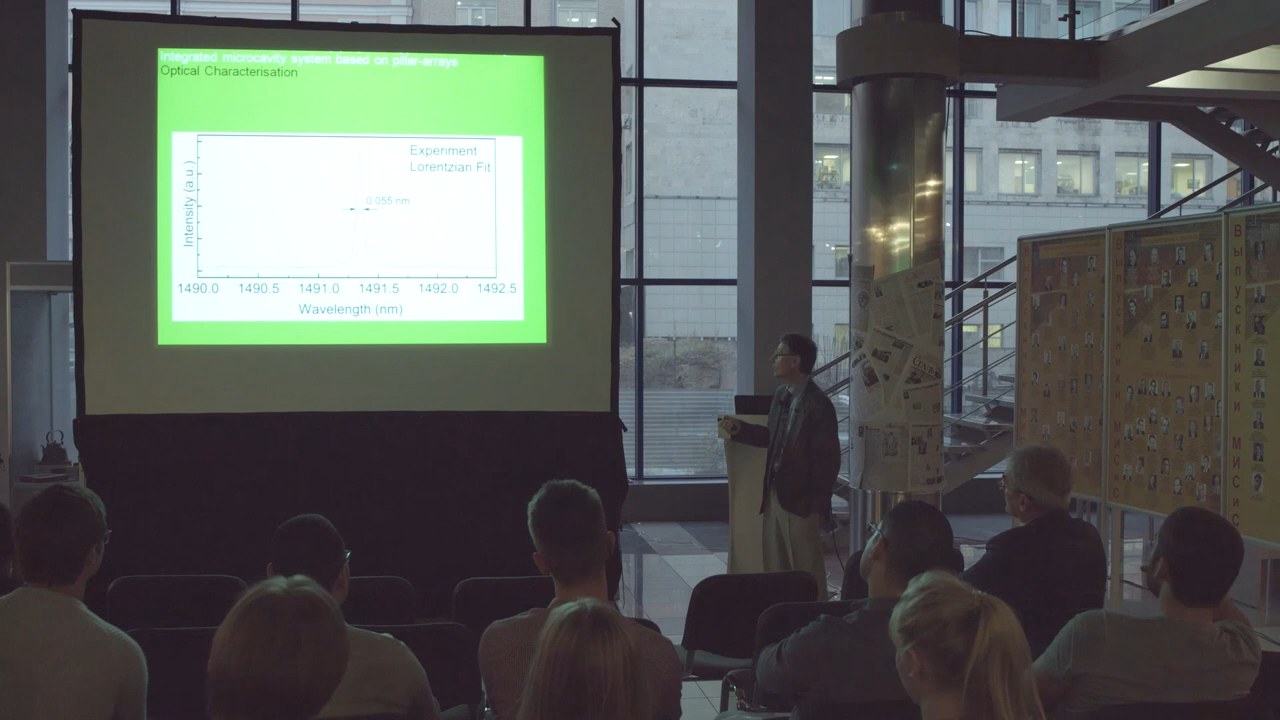 Integrated microcavity system based on pillar-arrays
Optical Characterisation
Experiment
Lorentzian Fit
0.055 nm
Intensity (a.u.)
1490.0 1490.5 1491.0 1491.5 1492.0 1492.5
Wavelength (nm)
ВЫПУСКНИКИ МИСИС